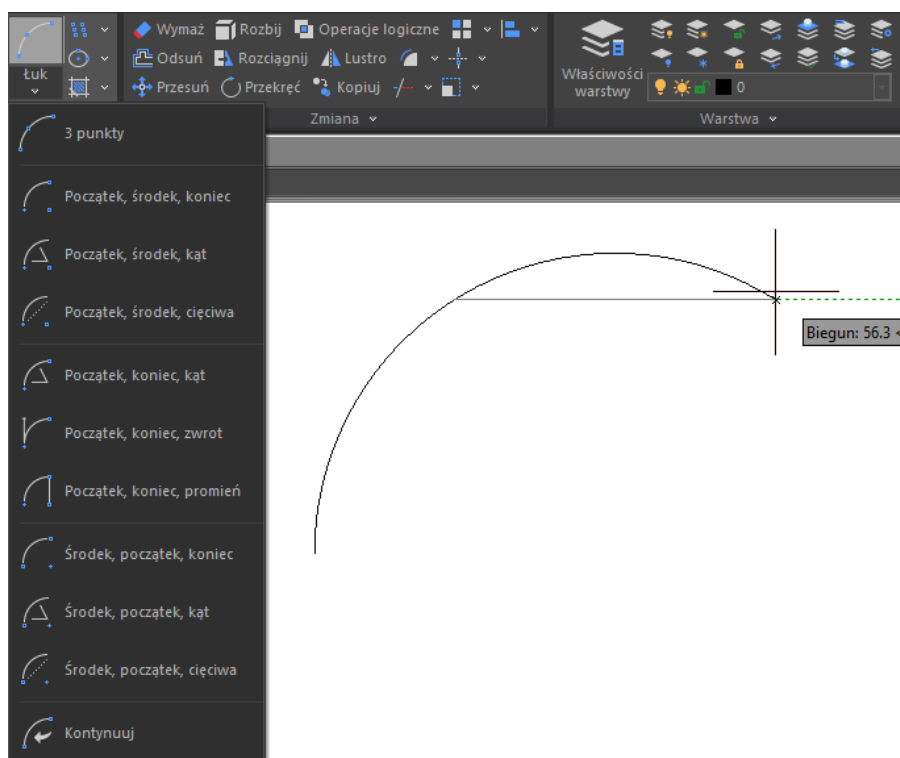 Wymaż Rozbij Operacje logiczne
Odsuń Rozciągnij Lustro
Przesuń Przekręć Kopiuj
Łuk
Zmiana
Właściwości
warstwy
0
Warstwa
3 punkty
Początek, środek, koniec
Początek, środek, kąt
Początek, środek, cięciwa
Początek, koniec, kąt
Początek, koniec, zwrot
Początek, koniec, promień
Środek, początek, koniec
Środek, początek, kąt
Środek, początek, cięciwa
Kontynuuj
Biegun: 56.3 <